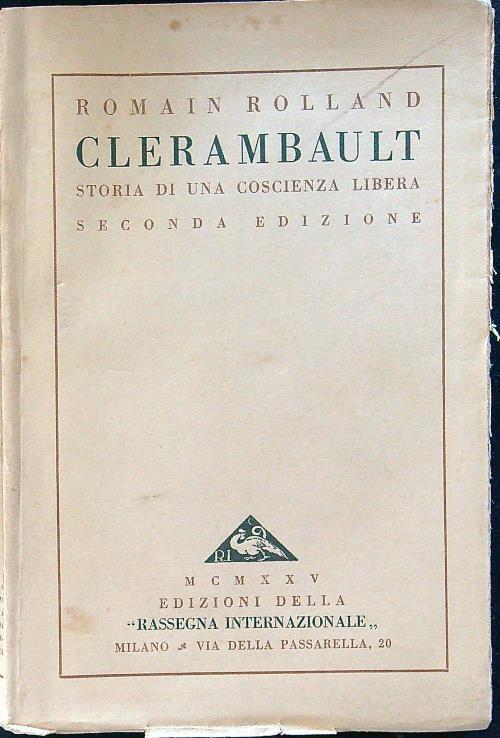 ROMAIN ROLLAND
CLERAMBAULT
STORIA DI UNA COSCIENZA LIBERA
SECONDA EDIZIONE
RI
MCMXXV
EDIZIONI DELLA
“RASSEGNA INTERNAZIONALE„
MILANO VIA DELLA PASSARELLA, 20